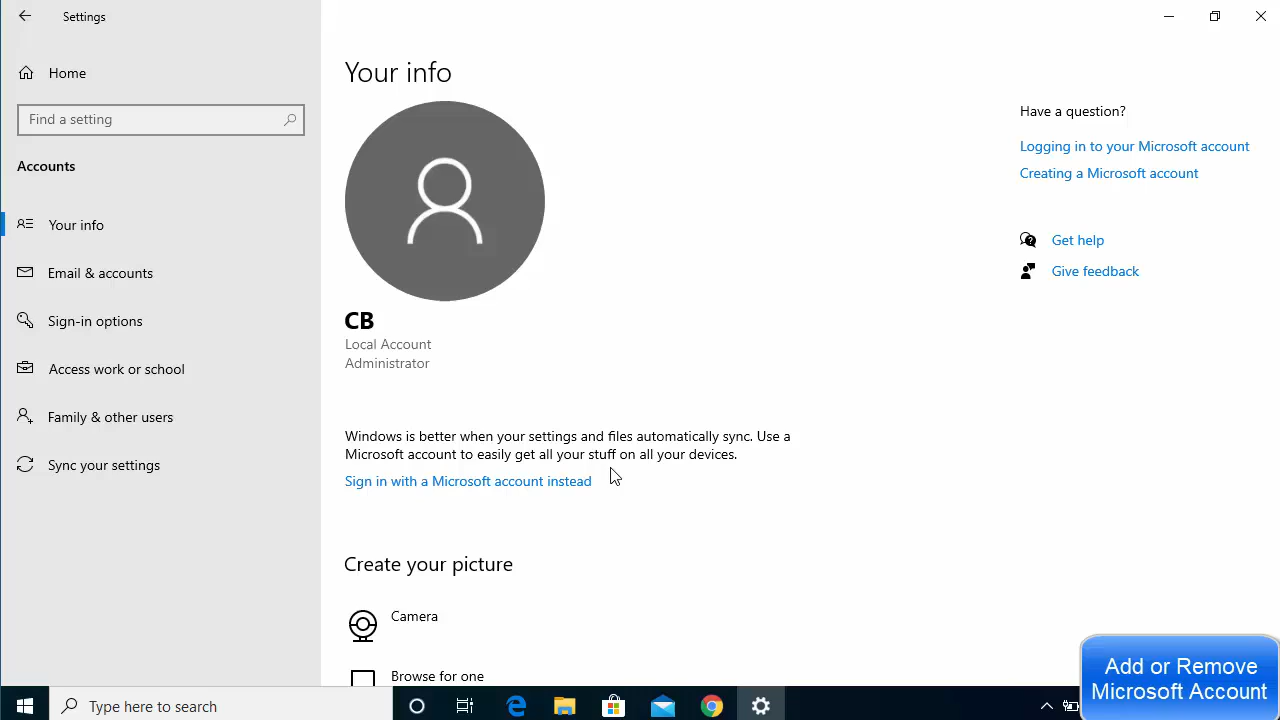 Settings
Home
Find a setting
Accounts
Your info
Email & accounts
Sign-in options
Access work or school
Family & other users
Sync your settings
Your info
CB
Local Account
Administrator
Windows is better when your settings and files automatically sync. Use a
Microsoft account to easily get all your stuff on all your devices.
Sign in with a Microsoft account instead
Create your picture
Camera
Browse for one
Have a question?
Logging in to your Microsoft account
Creating a Microsoft account
Get help
Give feedback
Type here to search
Add or Remove
Microsoft Account